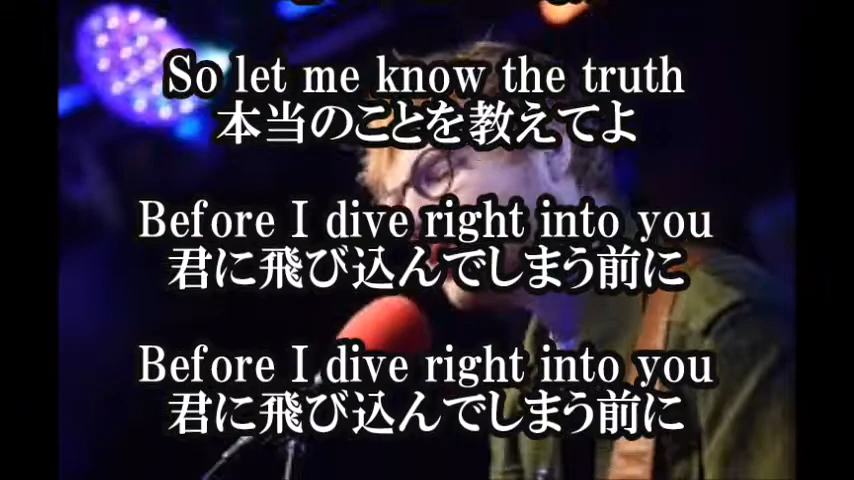 So let me know the truth
本当のことを教えてよ
Before I dive right into you
君に飛び込んでしまう前に
Before I dive right into you
君に飛び込んでしまう前に